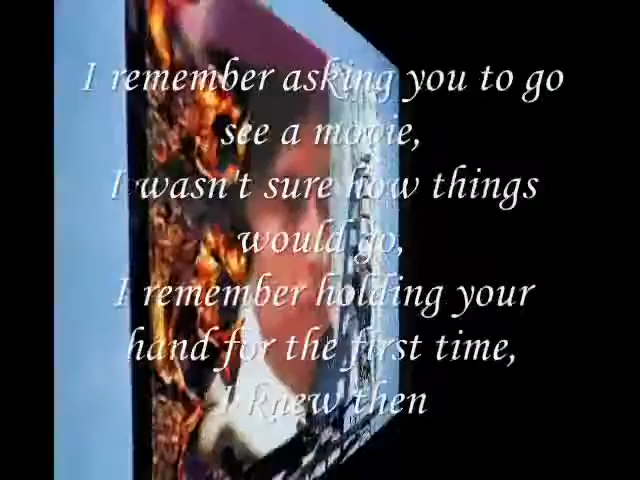 I remember asking you to go
see a movie,
I wasn't sure how things
would go,
I remember holding your
hand for the first time,
I knew then